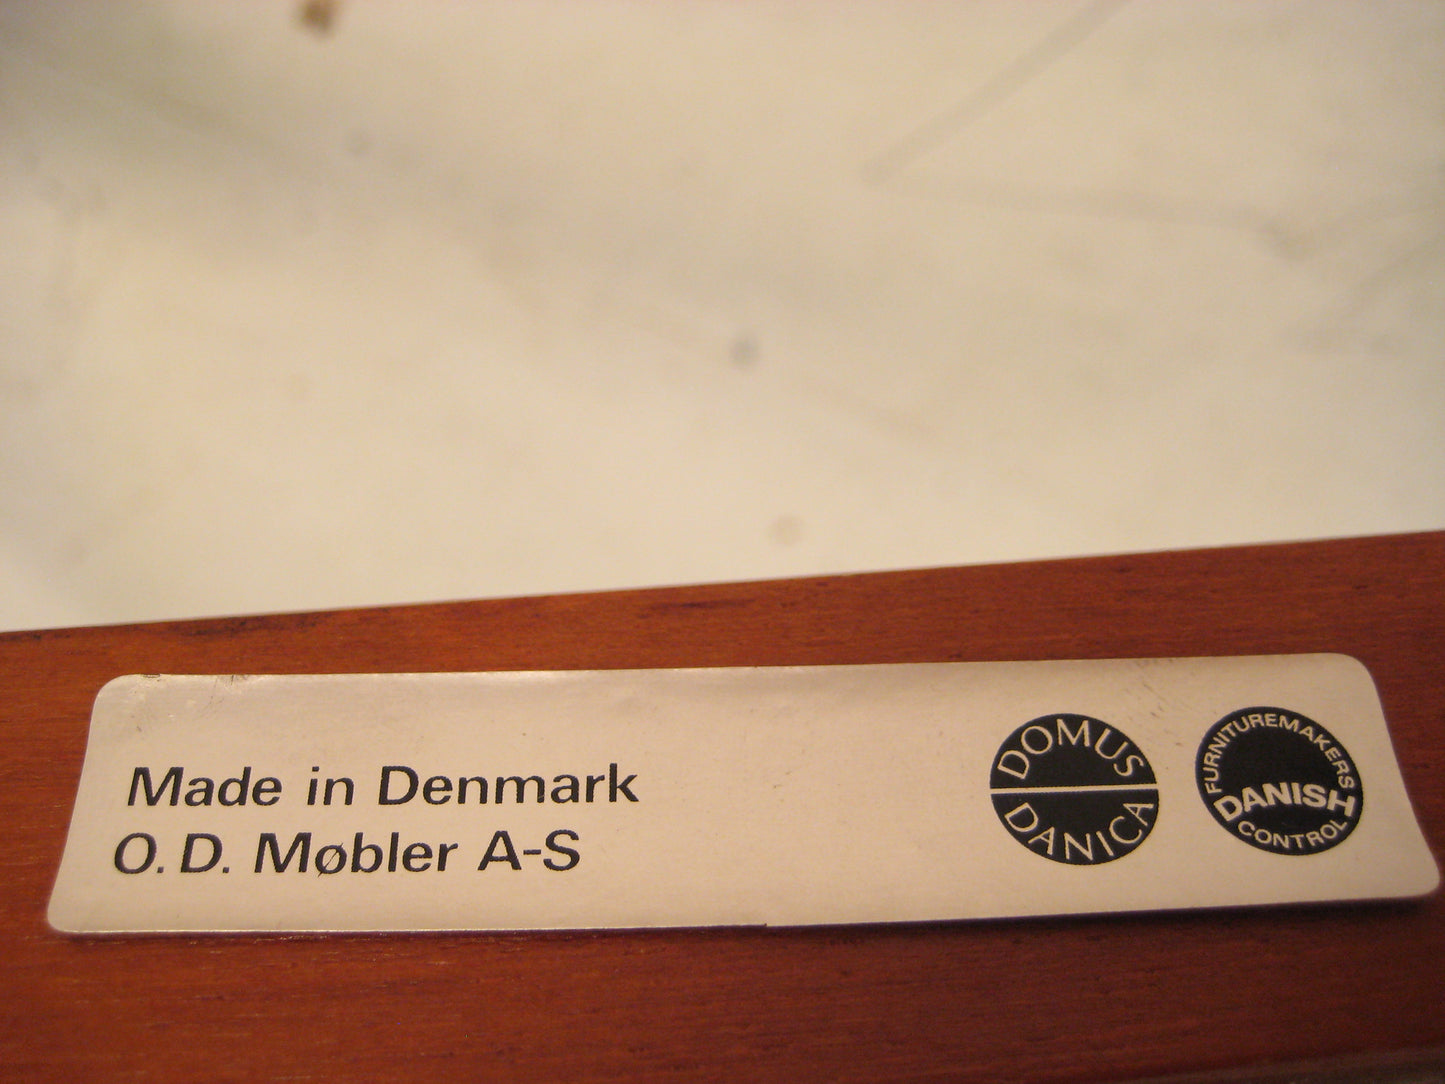 Made in Denmark
O.D. Møbler A-S
DOMUS
DANICA
FURNITUREMAKERS
DANISH
CONTROL